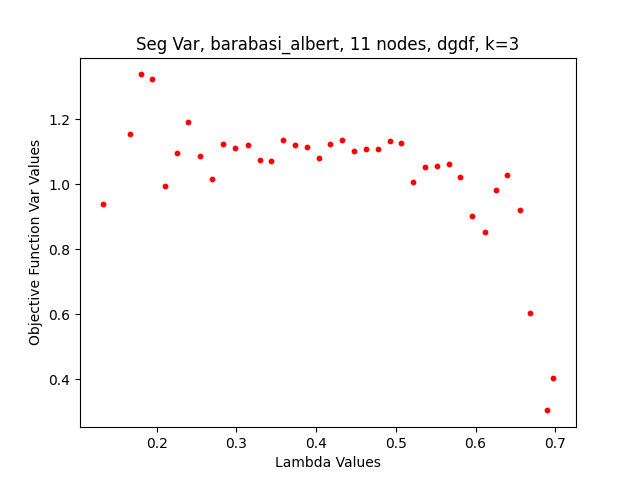 Seg Var, barabasi_albert, 11 nodes, dgdf, k=3
Objective Function Var Values
1.2
1.0
0.8
0.6
0.4
0.2 0.3 0.4 0.5 0.6 0.7
Lambda Values